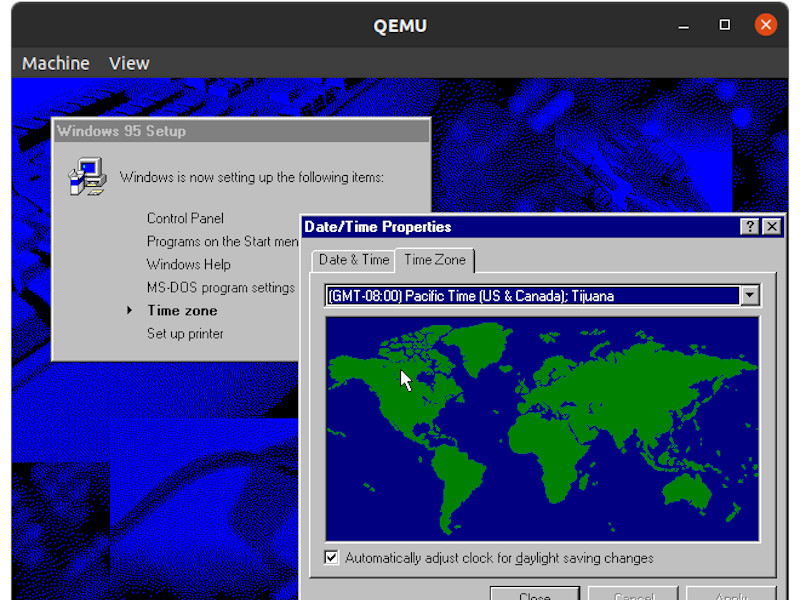 QEMU
Machine View
Windows 95 Setup
Windows is now setting up the following items:
Control Panel
Programs on the Start men
Windows Help
MS-DOS program settings
Time zone
Set up printer
Date/Time Properties
Date & Time Time Zone
(GMT-08:00) Pacific Time (US & Canada); Tijuana
Automatically adjust clock for daylight saving changes
Close Cancel Apply